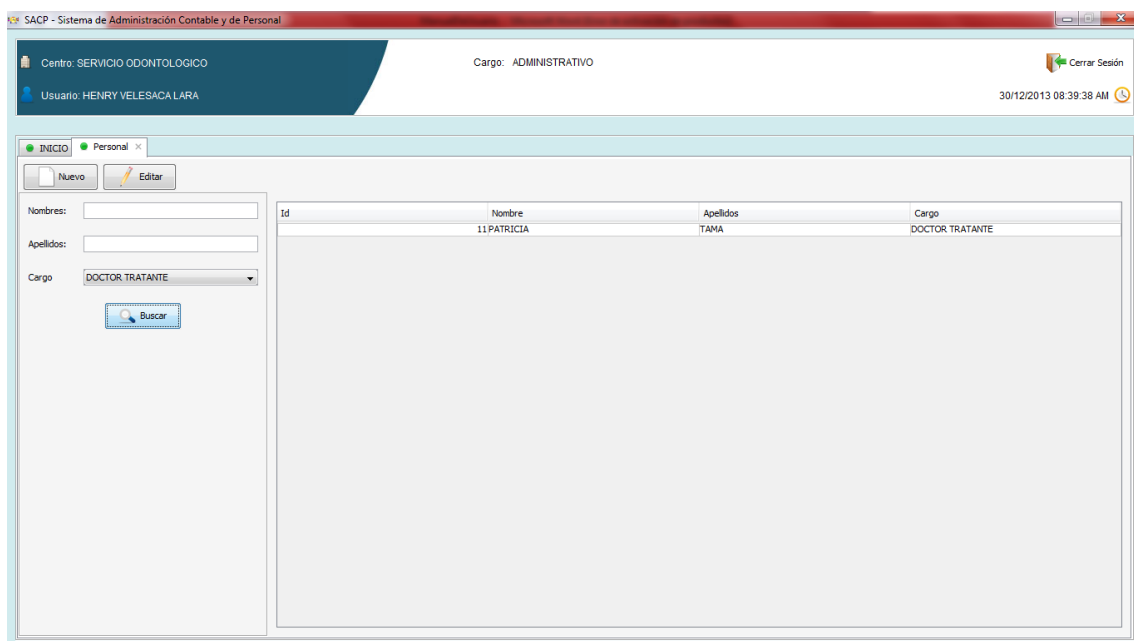 SACP - Sistema de Administración Contable y de Personal
Centro: SERVICIO ODONTOLOGICO
Cargo: ADMINISTRATIVO
Cerrar Sesión
Usuario: HENRY VELESACA LARA
30/12/2013 08:39:38 AM
INICIO Personal
Nuevo Editar
Nombres:
Id Nombre Apellidos Cargo
11 PATRICIA TAMA DOCTOR TRATANTE
Apellidos:
Cargo DOCTOR TRATANTE
Buscar